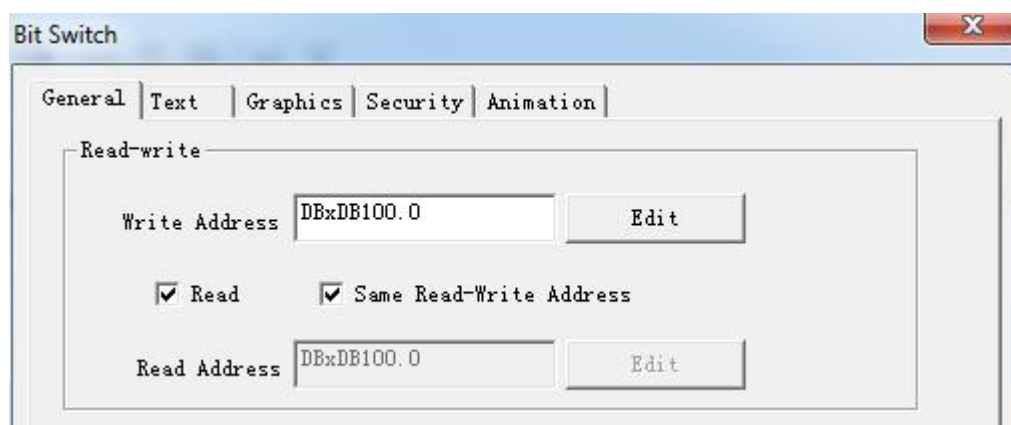 Bit Switch
General Text Graphics Security Animation
Read-write
Write Address DBxDB100.0 Edit
Read Same Read-Write Address
Read Address DBxDB100.0 Edit